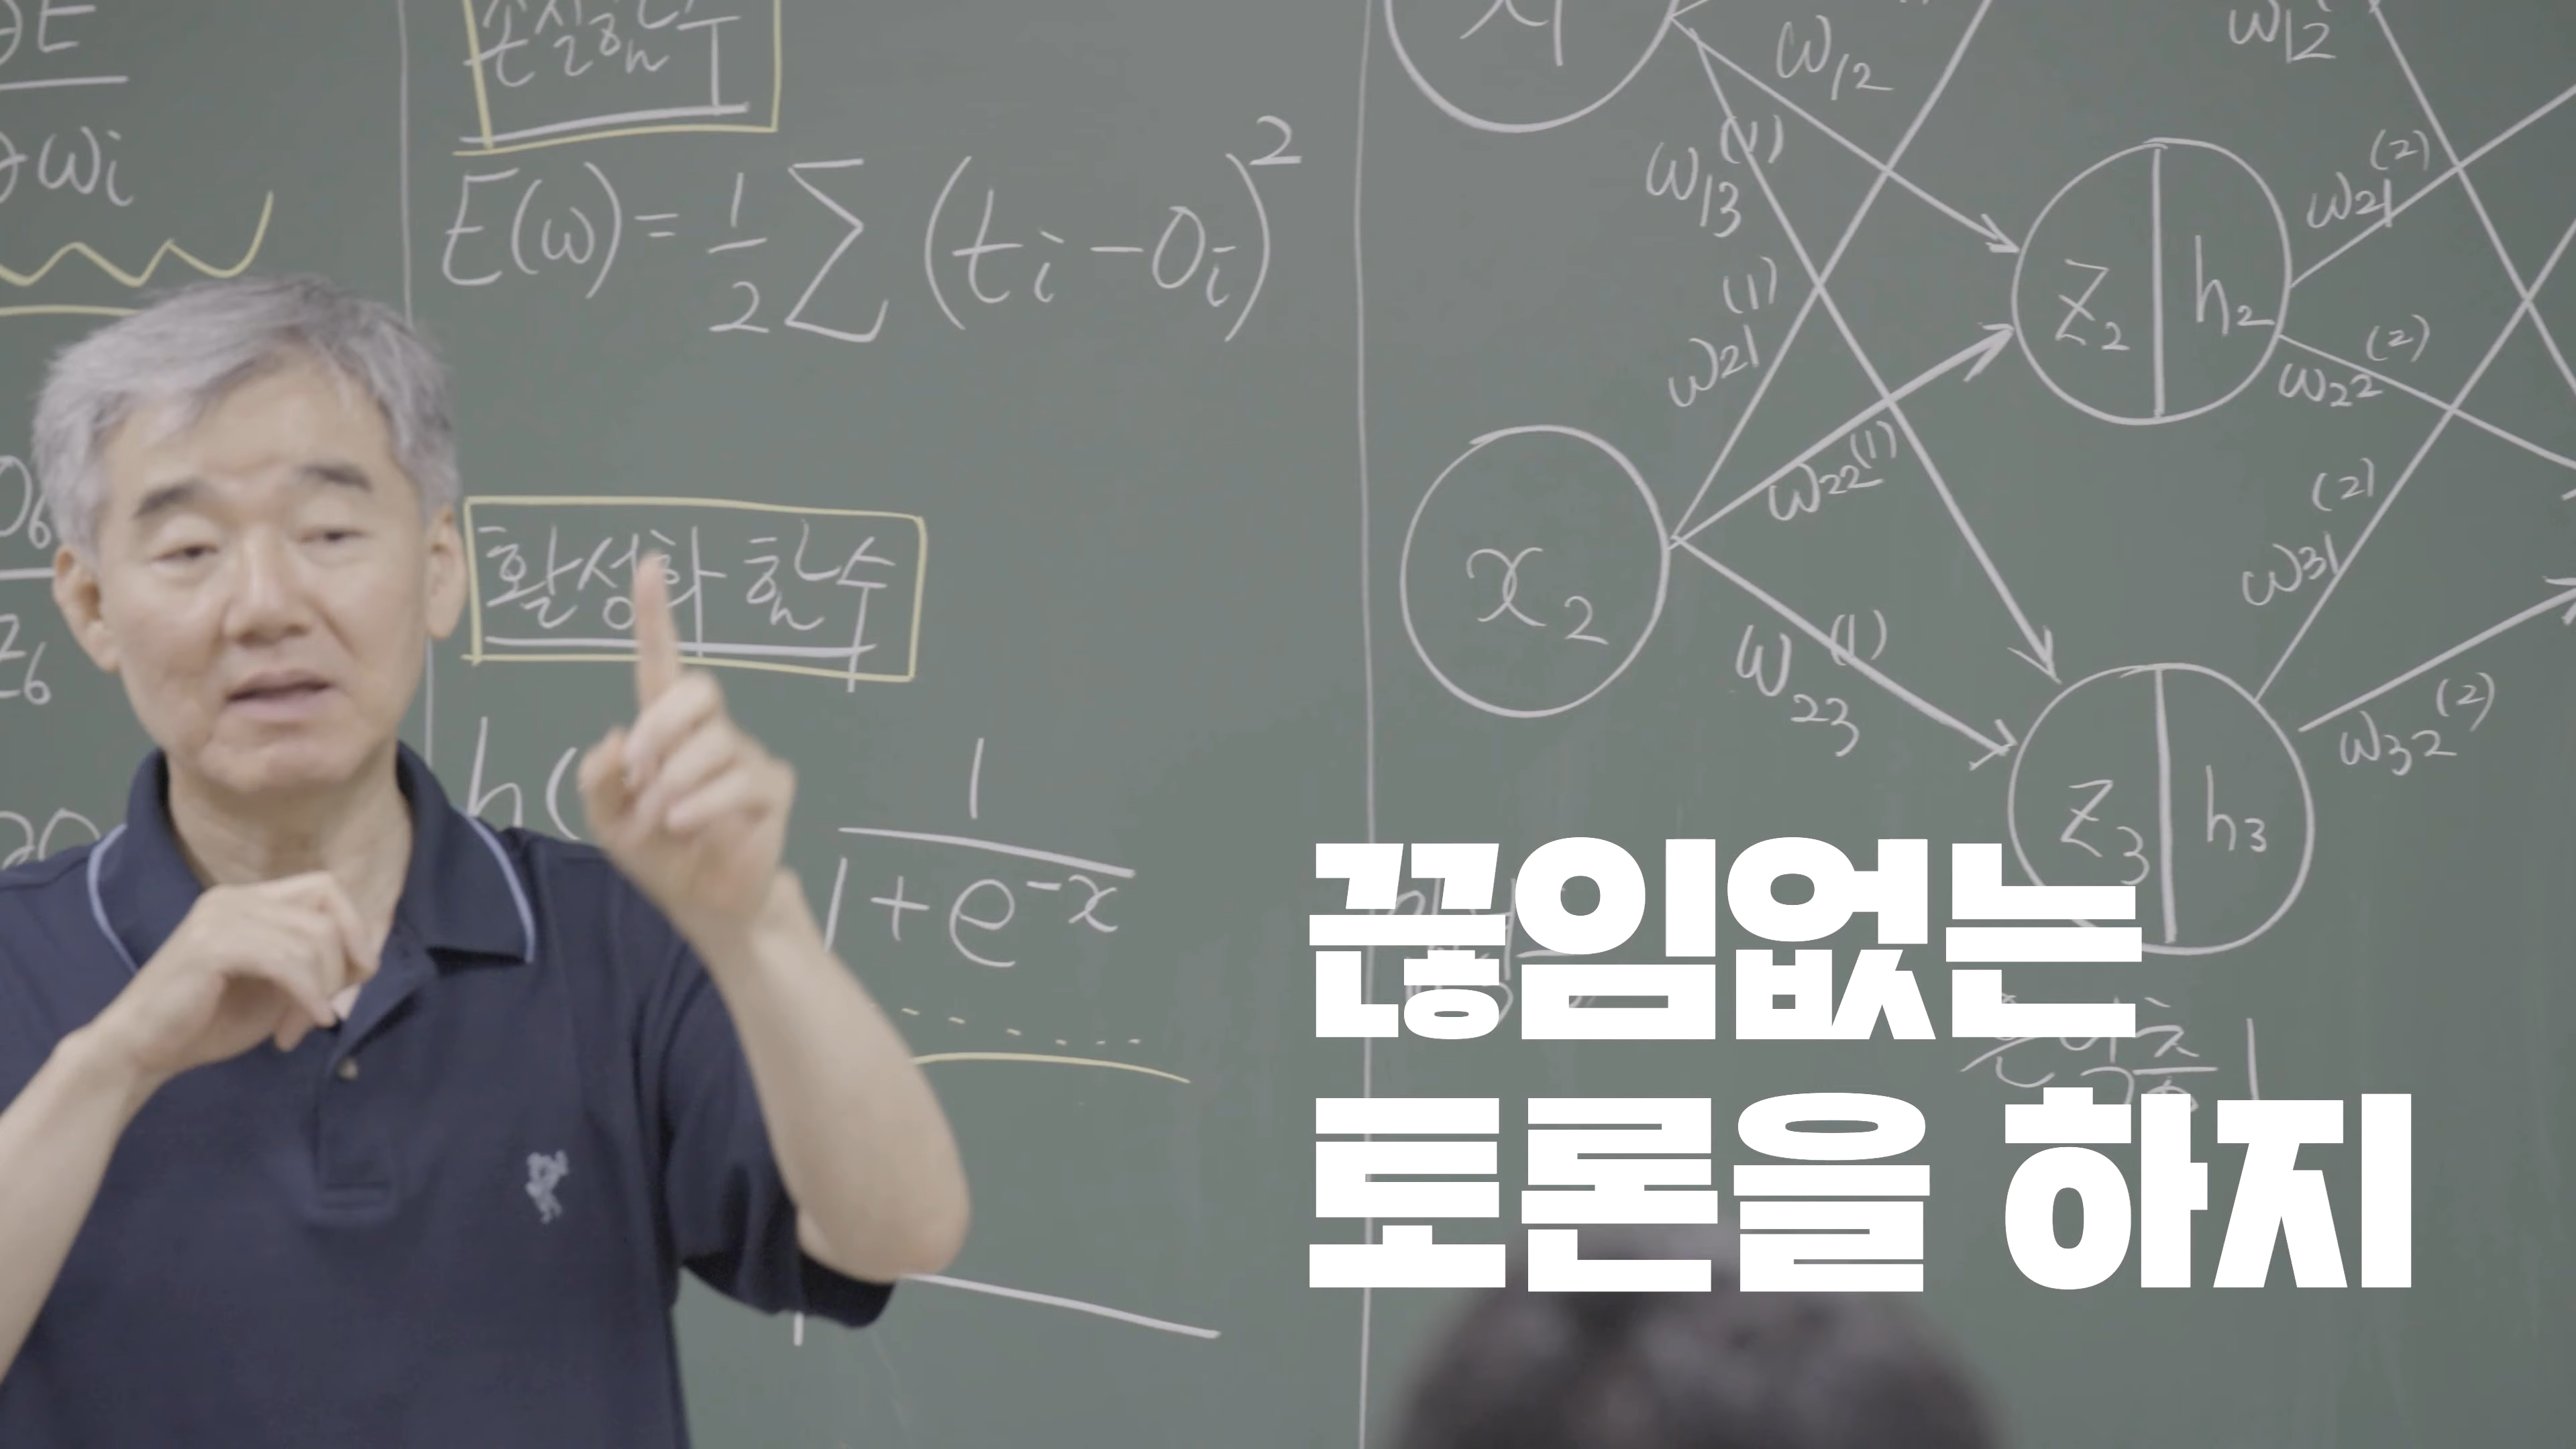 ∂E
∂ωi
손실함수
E(ω) = 1/2 ∑ (ti - oi)²
활성화 함수
h(
1
1 + e⁻ˣ
ω12
ω13(1)
ω21(1)
x2
ω22(1)
ω23(1)
z2 h2
z3 h3
ω12
ω21(2)
ω22(2)
ω31(2)
ω32(2)
끊임없는
토론을 하지